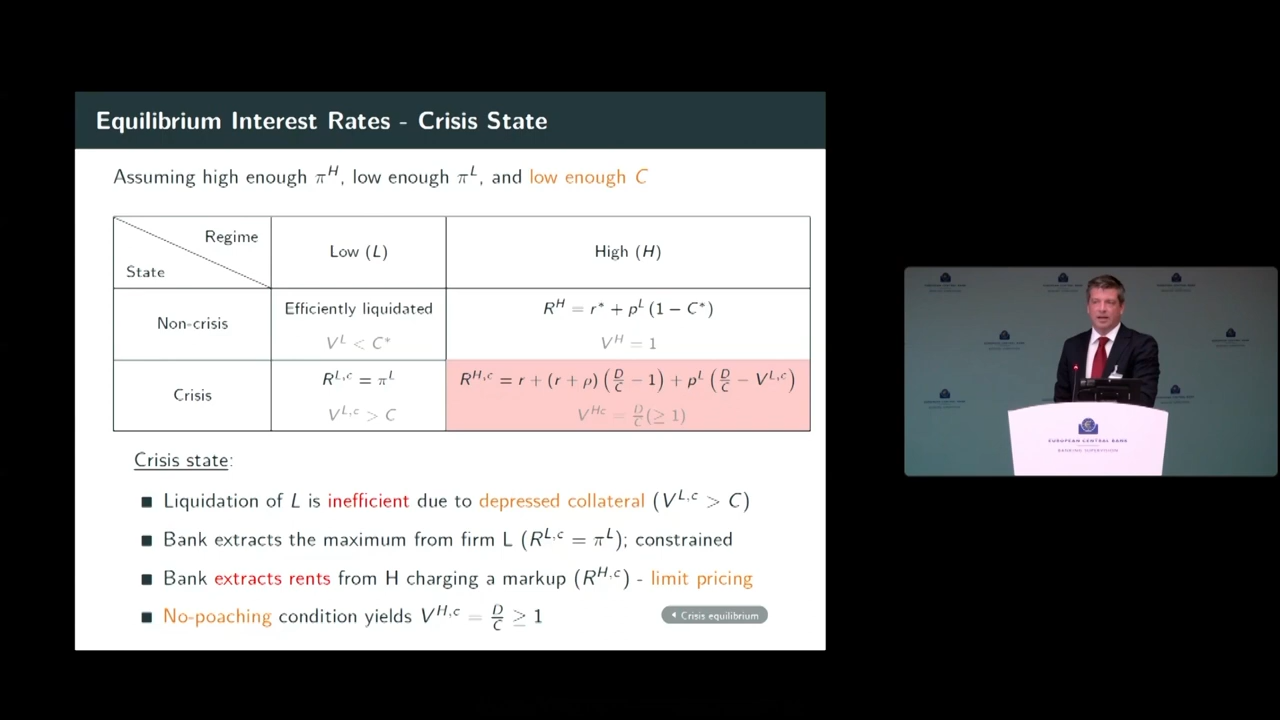 Equilibrium Interest Rates - Crisis State
Assuming high enough π^H, low enough π^L, and low enough C
Regime
State
Low (L)
High (H)
Non-crisis
Efficiently liquidated
V^L < C*
R^H = r* + p^L (1 − C*)
V^H = 1
Crisis
R^{L,c} = π^L
V^{L,c} > C
R^{H,c} = r + (r + ρ) (D/C − 1) + p^L (D/C − V^{L,c})
V^{Hc} = D/C (≥ 1)
Crisis state:
■ Liquidation of L is inefficient due to depressed collateral (V^{L,c} > C)
■ Bank extracts the maximum from firm L (R^{L,c} = π^L); constrained
■ Bank extracts rents from H charging a markup (R^{H,c}) - limit pricing
■ No-poaching condition yields V^{H,c} = D/C ≥ 1
Crisis equilibrium
EUROPEAN CENTRAL BANK
BANKING SUPERVISION